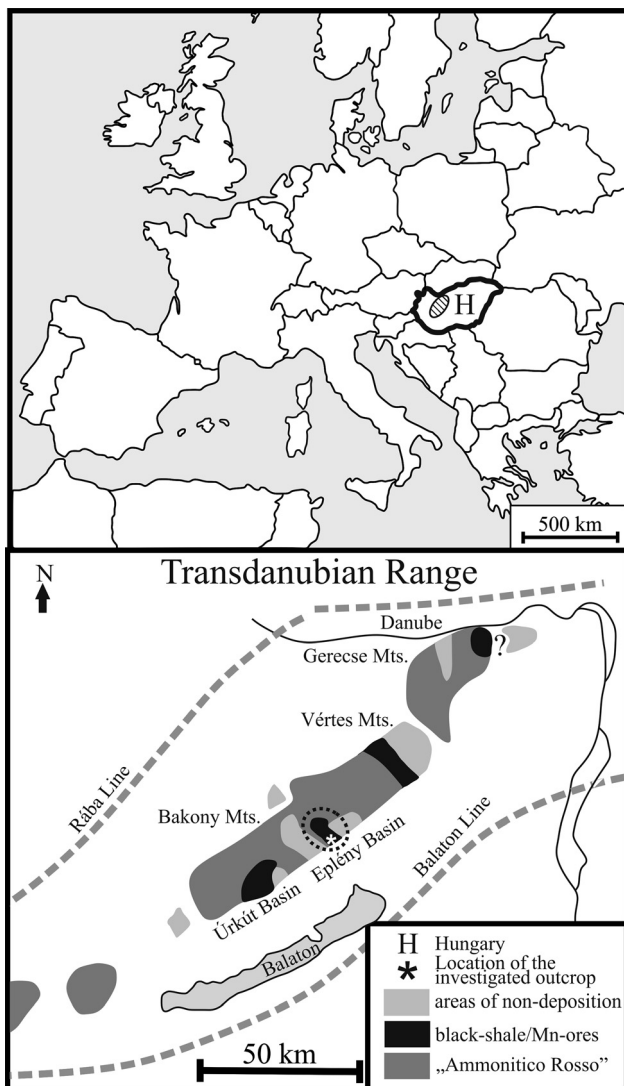 H
500 km
Transdanubian Range
N
Danube
Gerecse Mts.
?
Vértes Mts.
Rába Line
Bakony Mts.
Eplény Basin
*
Balaton Line
Úrkút Basin
Balaton
50 km
H Hungary
* Location of the
investigated outcrop
areas of non-deposition
black-shale/Mn-ores
„Ammonitico Rosso”